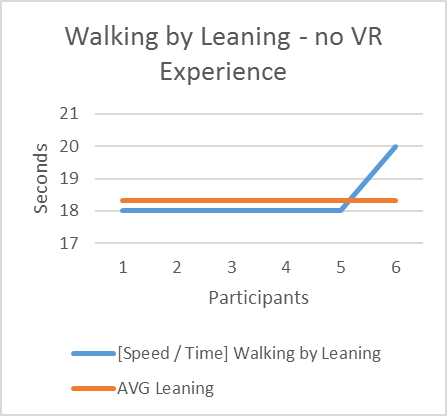 Walking by Leaning - no VR
Experience
21
20
19
18
17
Seconds
1 2 3 4 5 6
Participants
[Speed / Time] Walking by Leaning
AVG Leaning